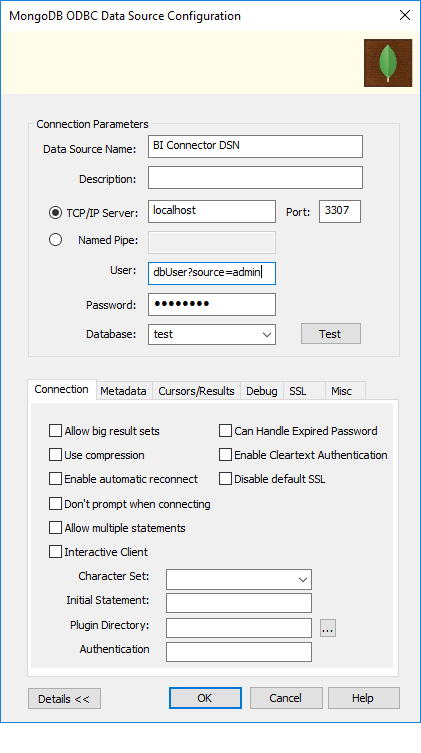 MongoDB ODBC Data Source Configuration
Connection Parameters
Data Source Name: BI Connector DSN
Description:
TCP/IP Server: localhost Port: 3307
Named Pipe:
User: dbUser?source=admin
Password: ••••••••
Database: test Test
Connection Metadata Cursors/Results Debug SSL Misc
Allow big result sets Can Handle Expired Password
Use compression Enable Cleartext Authentication
Enable automatic reconnect Disable default SSL
Don't prompt when connecting
Allow multiple statements
Interactive Client
Character Set:
Initial Statement:
Plugin Directory: ...
Authentication
Details << OK Cancel Help